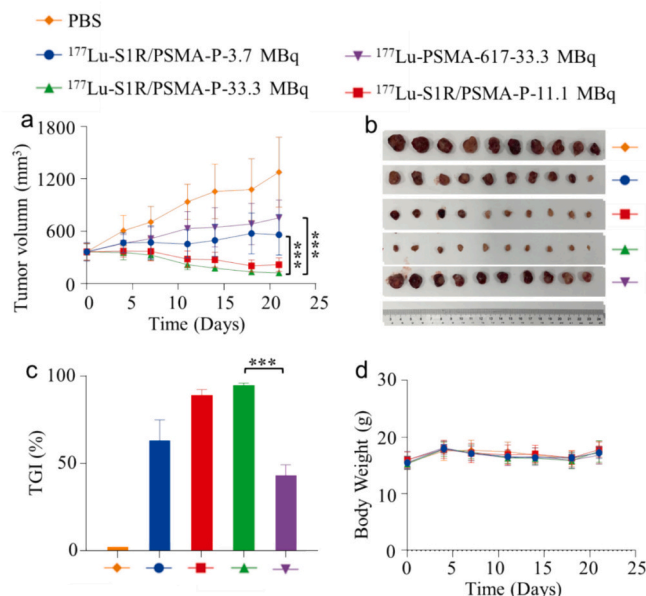 PBS
¹⁷⁷Lu-S1R/PSMA-P-3.7 MBq
¹⁷⁷Lu-PSMA-617-33.3 MBq
¹⁷⁷Lu-S1R/PSMA-P-33.3 MBq
¹⁷⁷Lu-S1R/PSMA-P-11.1 MBq
a
Tumor volumn (mm³)
1800
1200
600
0
***
***
0 5 10 15 20 25
Time (Days)
b
c
TGI (%)
100
50
0
***
d
Body Weight (g)
40
30
20
10
0
0 5 10 15 20 25
Time (Days)